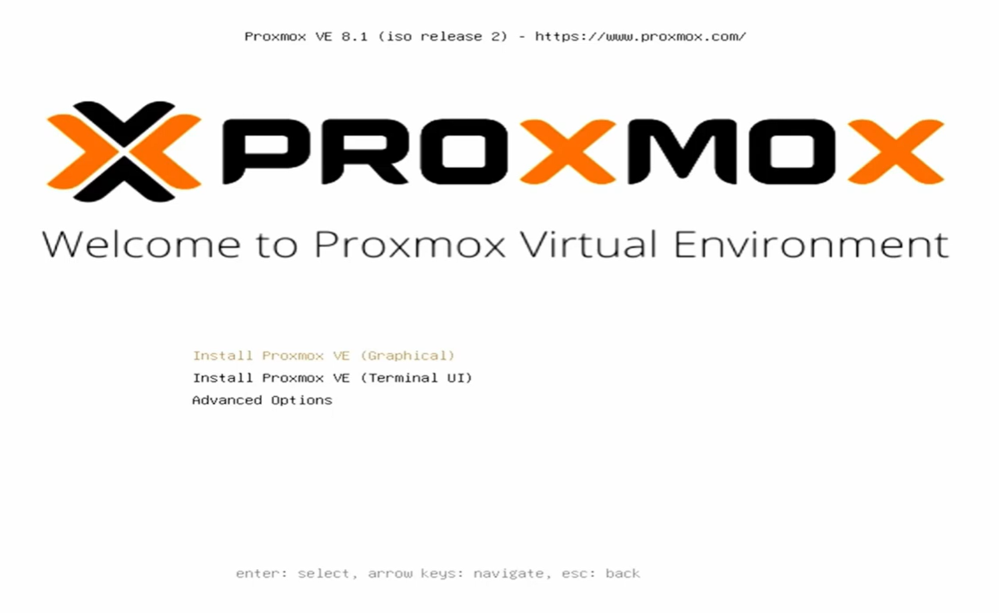 Proxmox VE 8.1 (iso release 2) - https://www.proxmox.com/
PROXMOX
Welcome to Proxmox Virtual Environment
Install Proxmox VE (Graphical)
Install Proxmox VE (Terminal UI)
Advanced Options
enter: select, arrow keys: navigate, esc: back